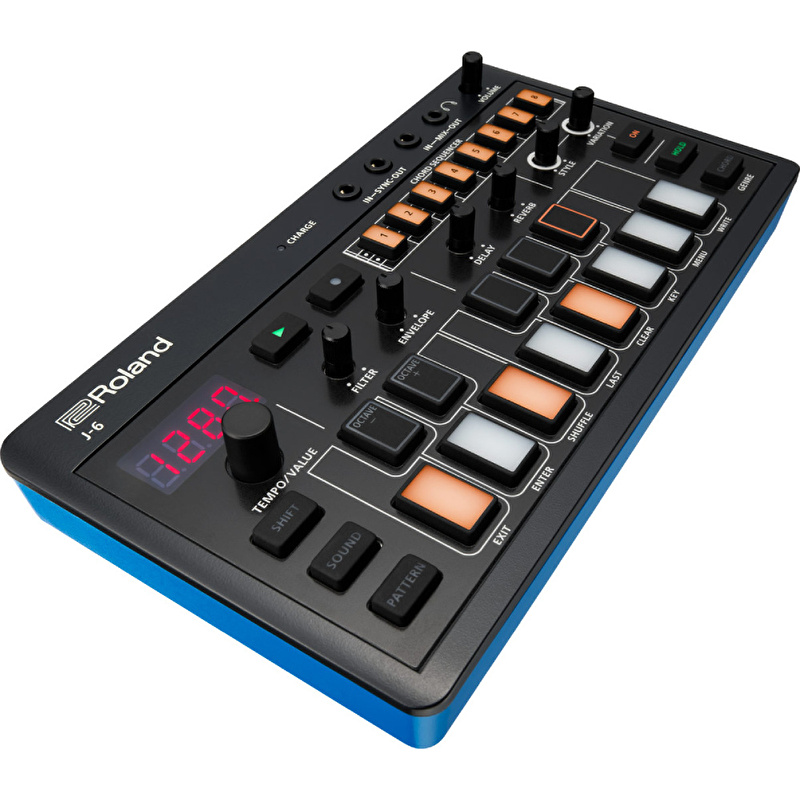 VOLUME
IN—MIX—OUT
IN—SYNC—OUT
CHARGE
CHORD SEQUENCER
1 2 3 4 5 6 7 8
VARIATION
STYLE
REVERB
DELAY
ENVELOPE
FILTER
ON
HOLD
CHORD
GENRE
WRITE
MENU
KEY
CLEAR
LAST
SHUFFLE
ENTER
EXIT
OCTAVE +
OCTAVE −
Roland
J-6
128.0
TEMPO/VALUE
SHIFT
SOUND
PATTERN